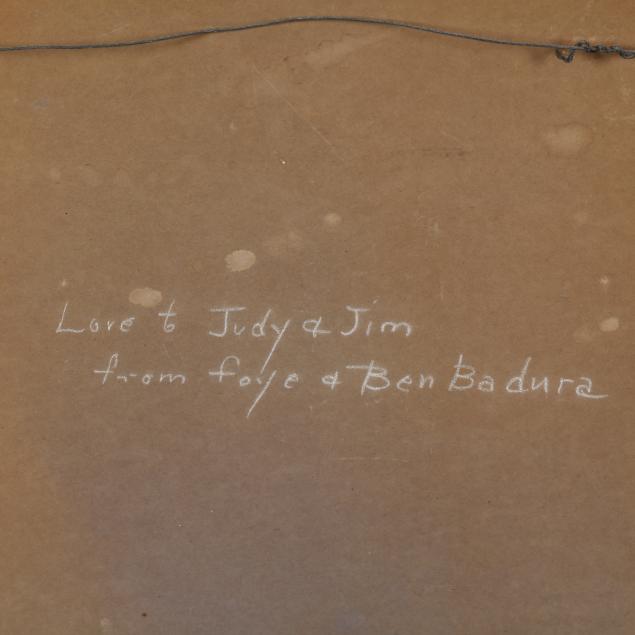 Love to Judy & Jim
from Faye & Ben Badura